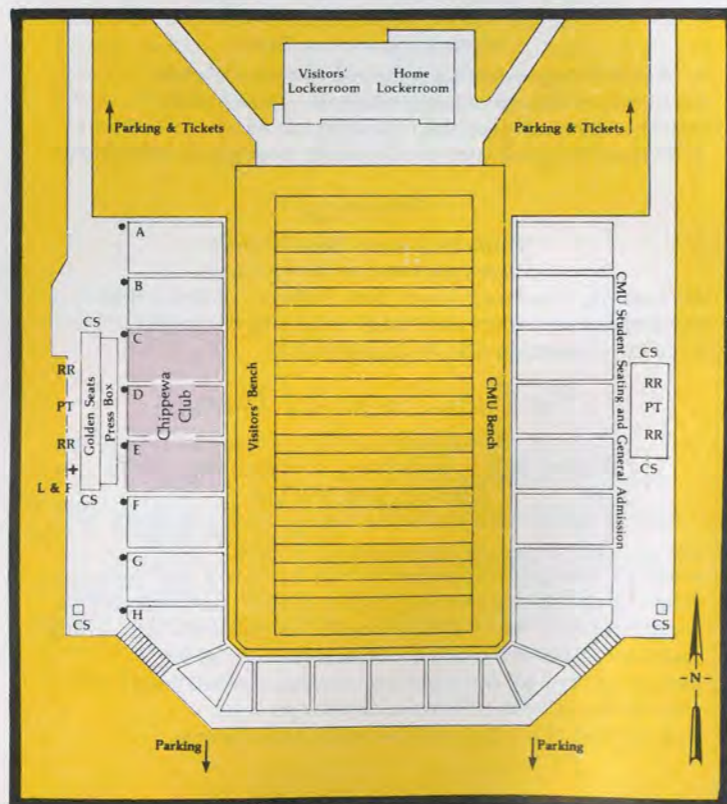 Visitors'
Lockerroom
Home
Lockerroom
Parking & Tickets
Parking & Tickets
A
B
C
D
E
F
G
H
CS
RR
PT
RR
+
L & F
CS
CS
Golden Seats
Press Box
Chippewa
Club
Visitors' Bench
CMU Bench
CMU Student Seating and General Admission
CS
RR
PT
RR
CS
CS
-N-
Parking
Parking